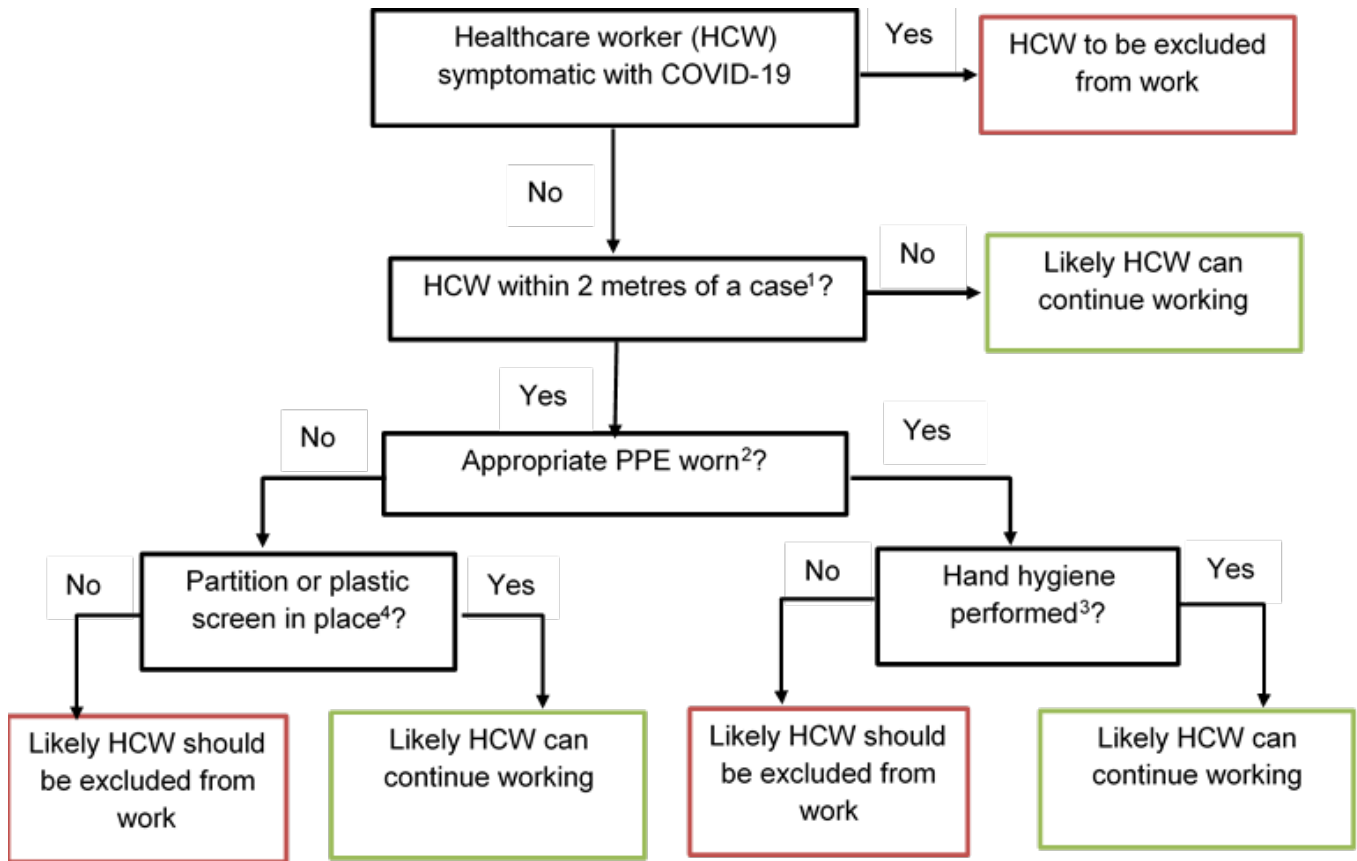 Healthcare worker (HCW)
symptomatic with COVID-19
Yes
HCW to be excluded
from work
No
HCW within 2 metres of a case¹?
No
Likely HCW can
continue working
Yes
No
Appropriate PPE worn²?
Yes
No
Partition or plastic
screen in place⁴?
Yes
No
Hand hygiene
performed³?
Yes
Likely HCW should
be excluded from
work
Likely HCW can
continue working
Likely HCW should
be excluded from
work
Likely HCW can
continue working